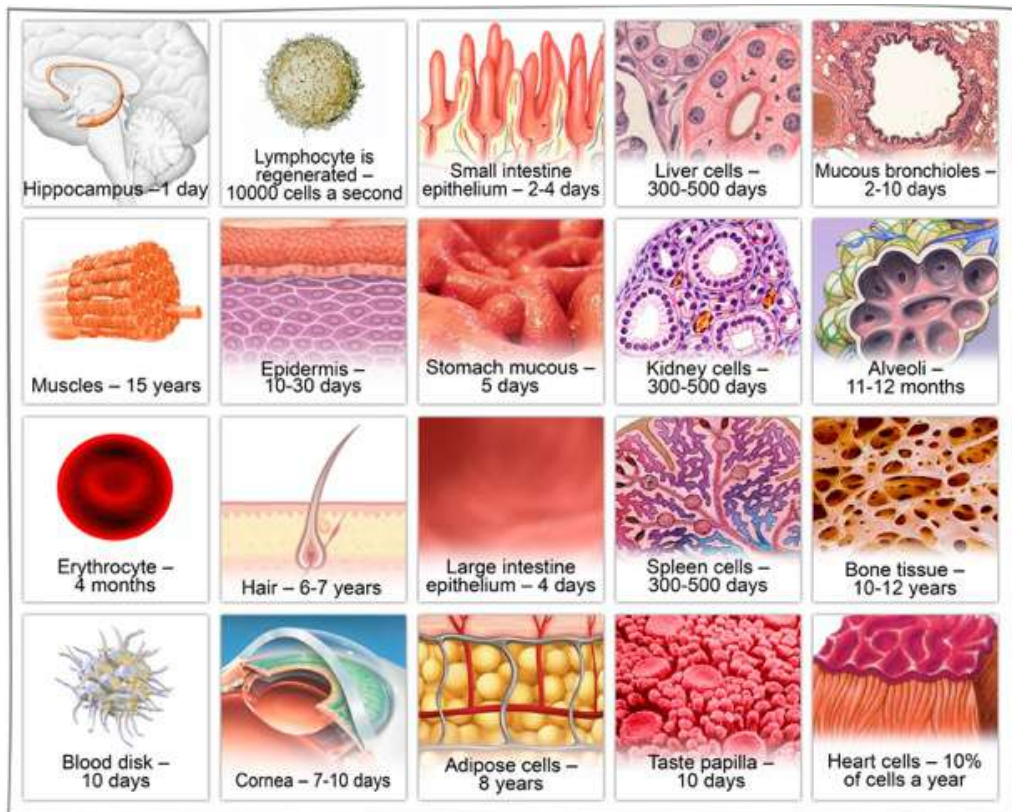 Hippocampus – 1 day
Lymphocyte is
regenerated –
10000 cells a second
Small intestine
epithelium – 2-4 days
Liver cells –
300-500 days
Mucous bronchioles –
2-10 days
Muscles – 15 years
Epidermis –
10-30 days
Stomach mucous –
5 days
Kidney cells –
300-500 days
Alveoli –
11-12 months
Erythrocyte –
4 months
Hair – 6-7 years
Large intestine
epithelium – 4 days
Spleen cells –
300-500 days
Bone tissue –
10-12 years
Blood disk –
10 days
Cornea – 7-10 days
Adipose cells –
8 years
Taste papilla –
10 days
Heart cells – 10%
of cells a year